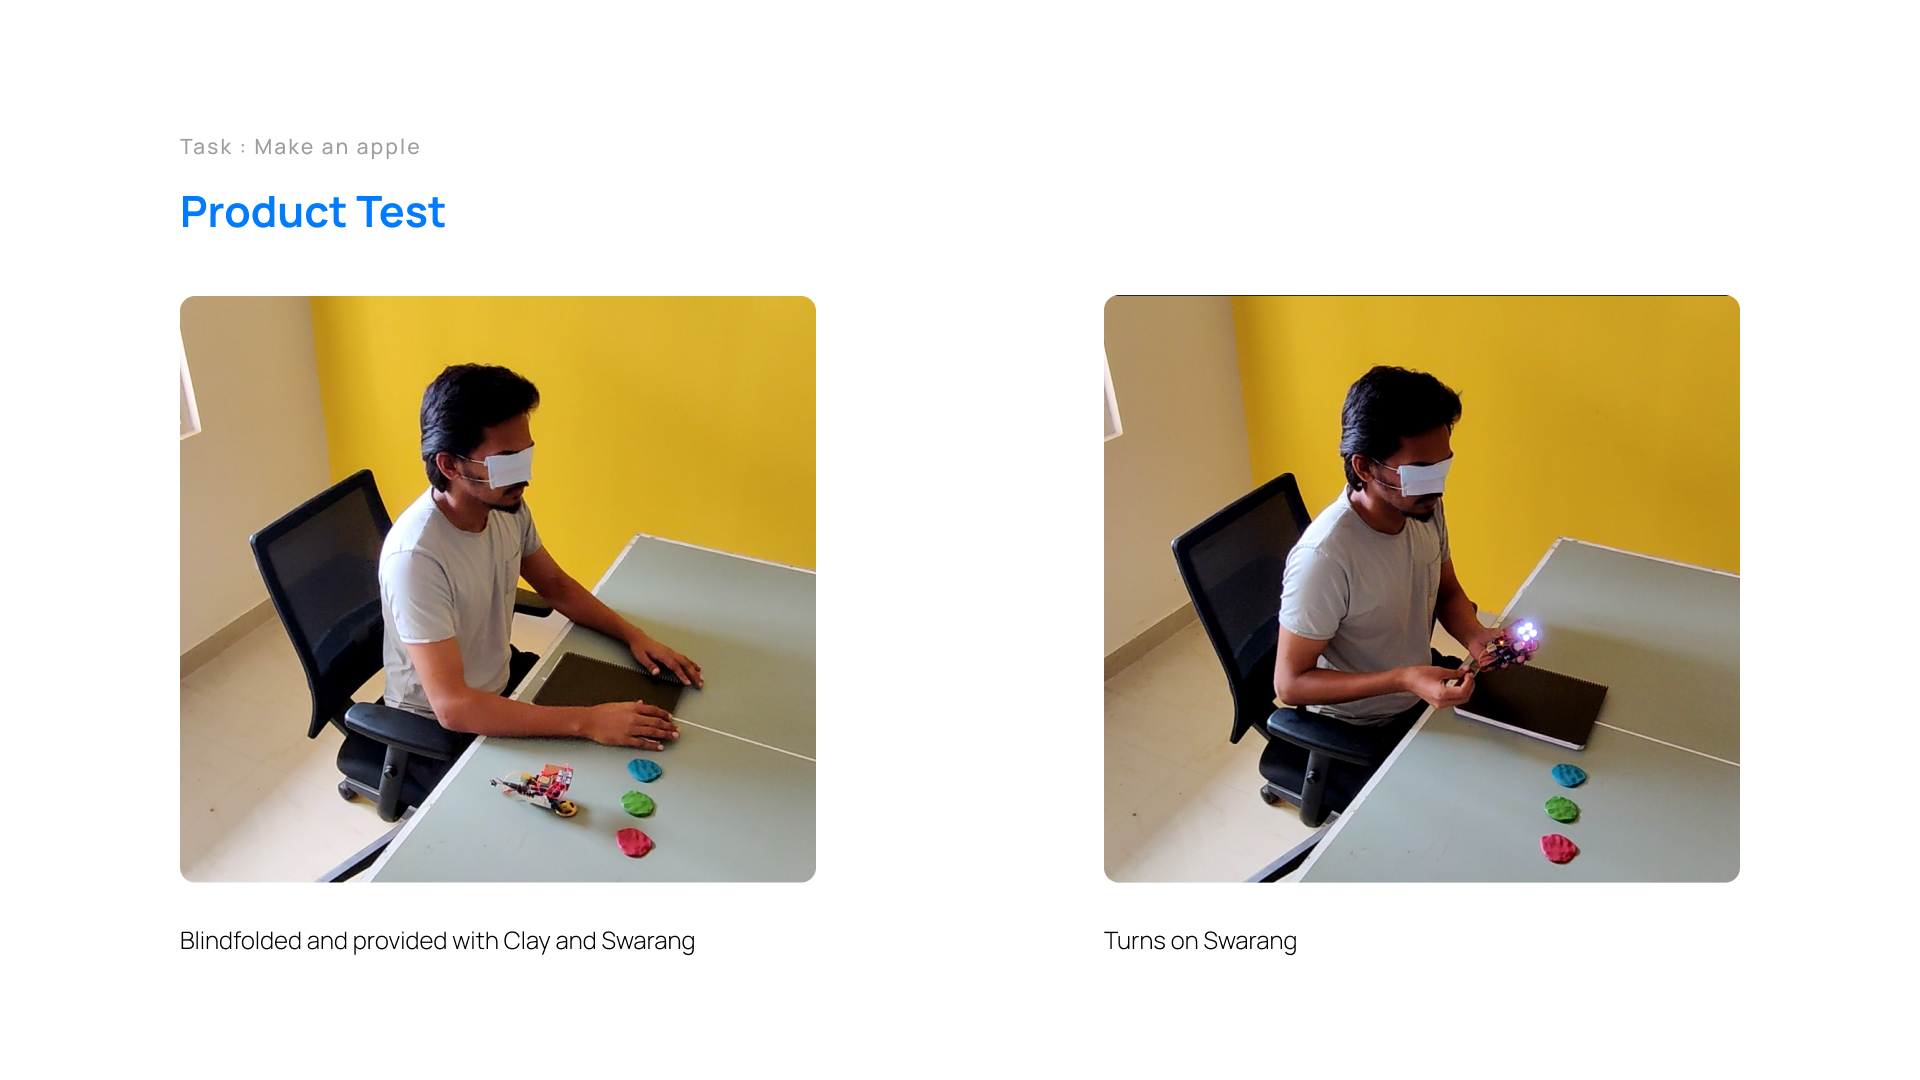 Task : Make an apple
Product Test
Blindfolded and provided with Clay and Swarang
Turns on Swarang